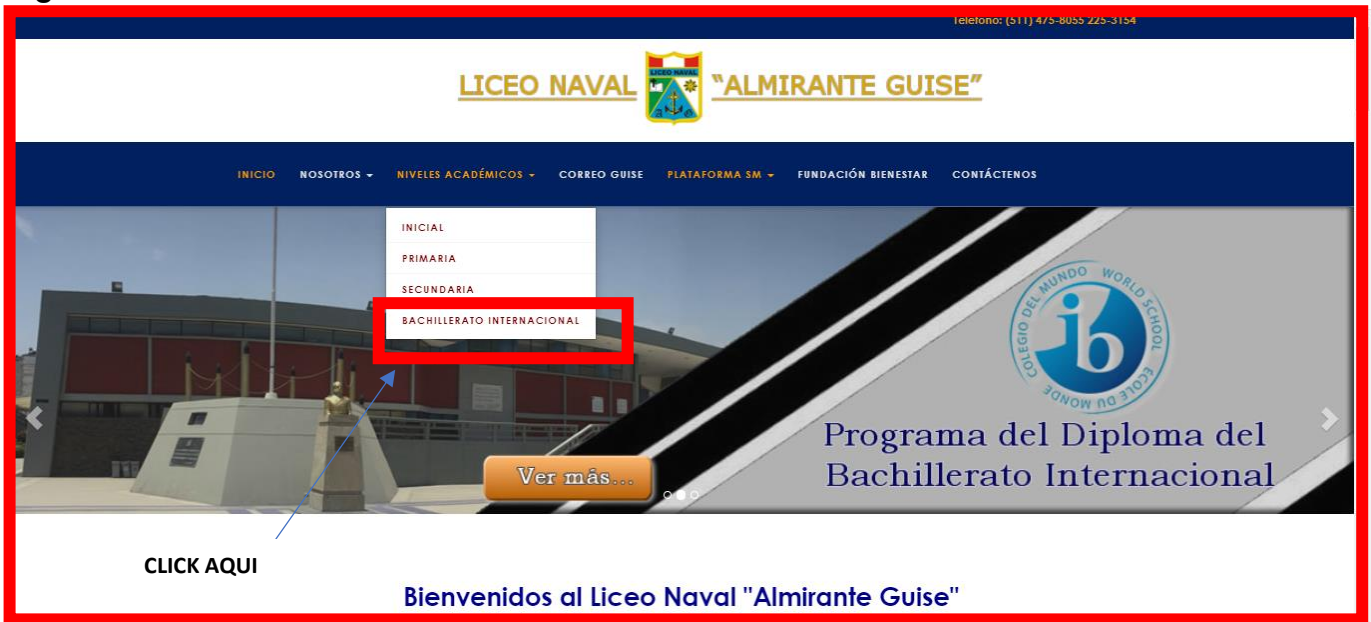 Teléfono: (511) 475-8055 225-3154
LICEO NAVAL "ALMIRANTE GUISE"
LICEO NAVAL
INICIO NOSOTROS NIVELES ACADÉMICOS CORREO GUISE PLATAFORMA SM FUNDACIÓN BIENESTAR CONTÁCTENOS
INICIAL
PRIMARIA
SECUNDARIA
BACHILLERATO INTERNACIONAL
COLEGIO DEL MUNDO WORLD SCHOOL ECOLE DU MONDE
ib
Programa del Diploma del
Bachillerato Internacional
Ver más...
CLICK AQUI
Bienvenidos al Liceo Naval "Almirante Guise"